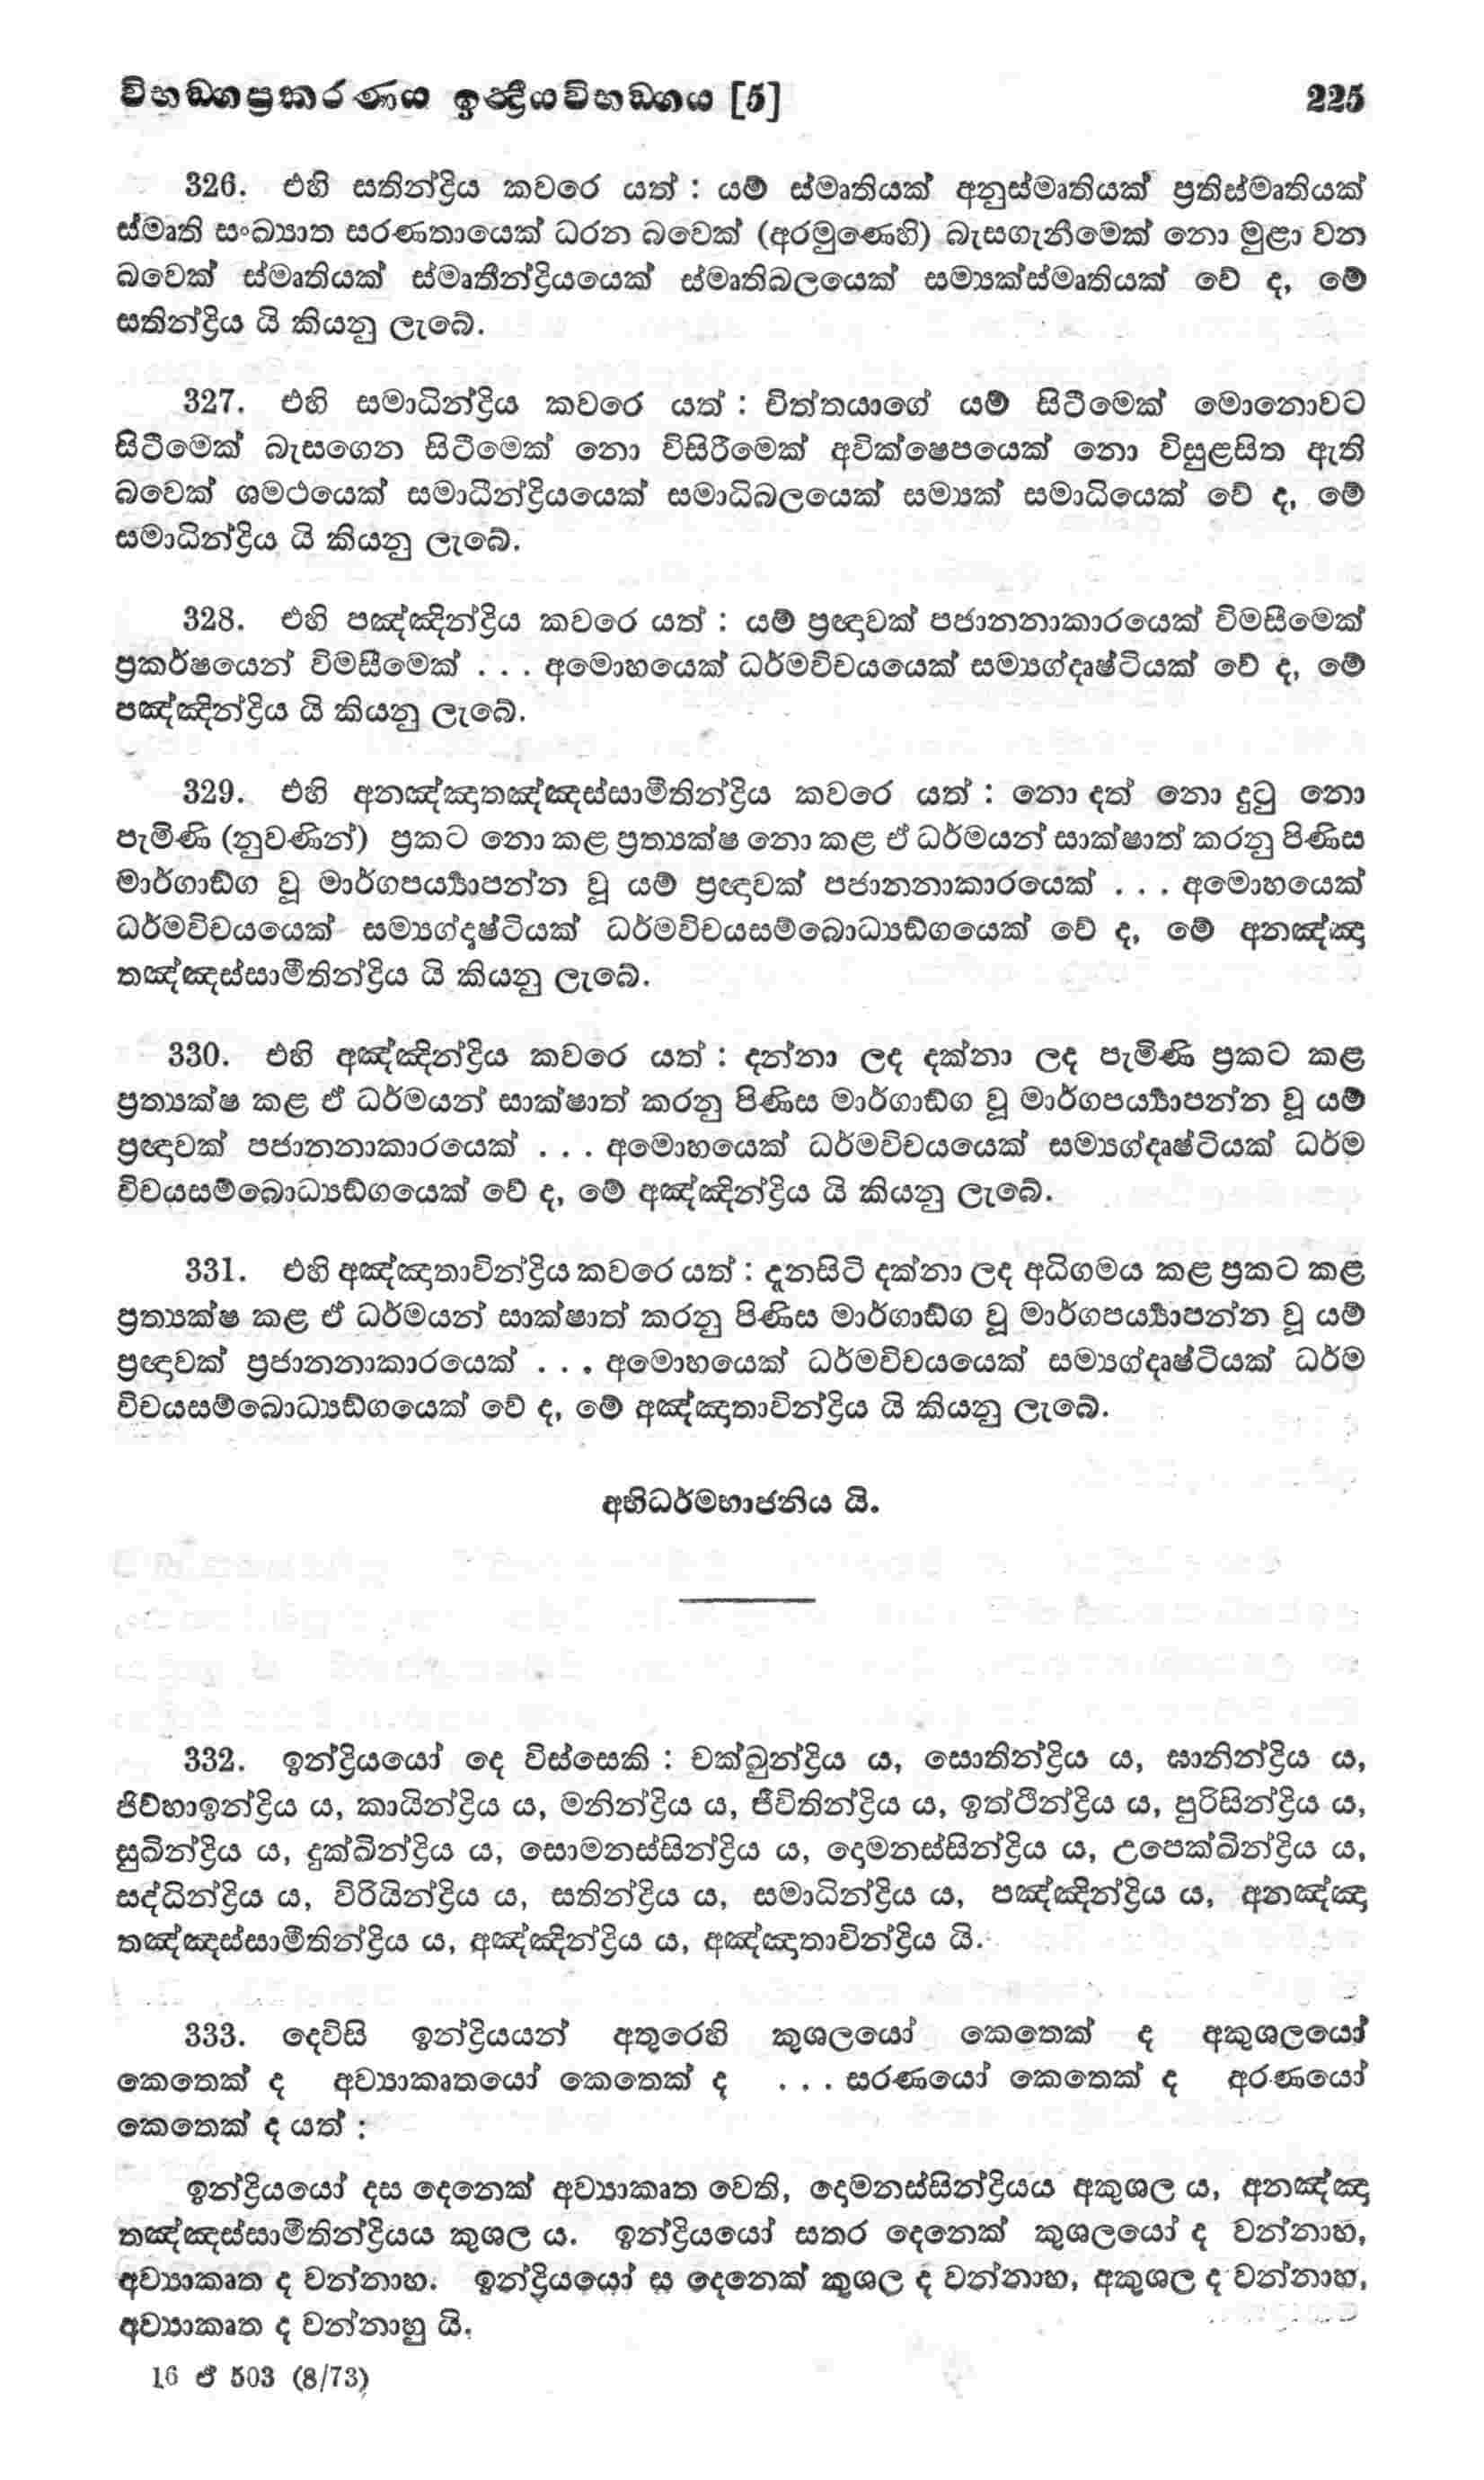 විභඞ්ගප්‍රකරණය ඉන්ද්‍රියවිභඞ්ගය [5] 225
326. එහි සතින්ද්‍රිය කවරෙ යත් : යම් ස්මෘතියක් අනුස්මෘතියක් ප්‍රතිස්මෘතියක්
ස්මෘති සංඛ්‍යාත සරණතායෙක් ධරන බවෙක් (අරමුණෙහි) බැසගැනීමෙක් නො මුළා වන
බවෙක් ස්මෘතියක් ස්මෘතීන්ද්‍රියයෙක් ස්මෘතිබලයෙක් සම්‍යක්ස්මෘතියක් වේ ද, මේ
සතින්ද්‍රිය යි කියනු ලැබේ.
327. එහි සමාධින්ද්‍රිය කවරෙ යත් : චිත්තයාගේ යම් සිටීමෙක් මොනොවට
සිටීමෙක් බැසගෙන සිටීමෙක් නො විසිරීමෙක් අවික්ෂෙපයෙක් නො විසුළසිත ඇති
බවෙක් ශමථයෙක් සමාධීන්ද්‍රියයෙක් සමාධිබලයෙක් සම්‍යක් සමාධියෙක් වේ ද, මේ
සමාධින්ද්‍රිය යි කියනු ලැබේ.
328. එහි පඤ්ඤින්ද්‍රිය කවරෙ යත් : යම් ප්‍රඥාවක් පජානනාකාරයෙක් විමසීමෙක්
ප්‍රකර්ෂයෙන් විමසීමෙක් . . . අමොහයෙක් ධර්මවිචයයෙක් සම්‍යග්දෘෂ්ටියක් වේ ද, මේ
පඤ්ඤින්ද්‍රිය යි කියනු ලැබේ.
329. එහි අනඤ්ඤතඤ්ඤස්සාමීතින්ද්‍රිය කවරෙ යත් : නො දත් නො දුටු නො
පැමිණි (නුවණින්) ප්‍රකට නො කළ ප්‍රත්‍යක්ෂ නො කළ ඒ ධර්මයන් සාක්ෂාත් කරනු පිණිස
මාර්ගාඞ්ග වූ මාර්ගපර්‍ය්‍යාපන්න වූ යම් ප්‍රඥාවක් පජානනාකාරයෙක් . . . අමොහයෙක්
ධර්මවිචයයෙක් සම්‍යග්දෘෂ්ටියක් ධර්මවිචයසම්බොධ්‍යඞ්ගයෙක් වේ ද, මේ අනඤ්ඤා
තඤ්ඤස්සාමීතින්ද්‍රිය යි කියනු ලැබේ.
330. එහි අඤ්ඤින්ද්‍රිය කවරෙ යත් : දන්නා ලද දක්නා ලද පැමිණි ප්‍රකට කළ
ප්‍රත්‍යක්ෂ කළ ඒ ධර්මයන් සාක්ෂාත් කරනු පිණිස මාර්ගාඞ්ග වූ මාර්ගපර්‍ය්‍යාපන්න වූ යම්
ප්‍රඥාවක් පජානනාකාරයෙක් . . . අමොහයෙක් ධර්මවිචයයෙක් සම්‍යග්දෘෂ්ටියක් ධර්ම
විචයසම්බොධ්‍යඞ්ගයෙක් වේ ද, මේ අඤ්ඤින්ද්‍රිය යි කියනු ලැබේ.
331. එහි අඤ්ඤාතාවින්ද්‍රිය කවරෙ යත් : දූනසිටි දක්නා ලද අධිගමය කළ ප්‍රකට කළ
ප්‍රත්‍යක්ෂ කළ ඒ ධර්මයන් සාක්ෂාත් කරනු පිණිස මාර්ගාඞ්ග වූ මාර්ගපර්‍ය්‍යාපන්න වූ යම්
ප්‍රඥාවක් ප්‍රජානනාකාරයෙක් . . . අමොහයෙක් ධර්මවිචයයෙක් සම්‍යග්දෘෂ්ටියක් ධර්ම
විචයසම්බොධ්‍යඞ්ගයෙක් වේ ද, මේ අඤ්ඤාතාවින්ද්‍රිය යි කියනු ලැබේ.
අභිධර්මභාජනිය යි.
332. ඉන්ද්‍රියයෝ දෙ විස්සෙකි : චක්ඛුන්ද්‍රිය ය, සොතින්ද්‍රිය ය, ඝානින්ද්‍රිය ය,
ජිව්හාඉන්ද්‍රිය ය, කායින්ද්‍රිය ය, මනින්ද්‍රිය ය, ජීවිතින්ද්‍රිය ය, ඉත්ථින්ද්‍රිය ය, පුරිසින්ද්‍රිය ය,
සුඛින්ද්‍රිය ය, දුක්ඛින්ද්‍රිය ය, සොමනස්සින්ද්‍රිය ය, දොමනස්සින්ද්‍රිය ය, උපෙක්ඛින්ද්‍රිය ය,
සද්ධින්ද්‍රිය ය, විරියින්ද්‍රිය ය, සතින්ද්‍රිය ය, සමාධින්ද්‍රිය ය, පඤ්ඤින්ද්‍රිය ය, අනඤ්ඤා
තඤ්ඤස්සාමීතින්ද්‍රිය ය, අඤ්ඤින්ද්‍රිය ය, අඤ්ඤාතාවින්ද්‍රිය යි.
333. දෙවිසි ඉන්ද්‍රියයන් අතුරෙහි කුශලයෝ කෙතෙක් ද අකුශලයෝ
කෙතෙක් ද අව්‍යාකෘතයෝ කෙතෙක් ද . . . සරණයෝ කෙතෙක් ද අරණයෝ
කෙතෙක් ද යත් :
ඉන්ද්‍රියයෝ දස දෙනෙක් අව්‍යාකෘත වෙති, දොමනස්සින්ද්‍රියය අකුශල ය, අනඤ්ඤා
තඤ්ඤස්සාමීතින්ද්‍රියය කුශල ය. ඉන්ද්‍රියයෝ සතර දෙනෙක් කුශලයෝ ද වන්නාහ,
අව්‍යාකෘත ද වන්නාහ. ඉන්ද්‍රියයෝ ස දෙනෙක් කුශල ද වන්නාහ, අකුශල ද වන්නාහ,
අව්‍යාකෘත ද වන්නාහු යි.
16 ඒ 503 (8/73)